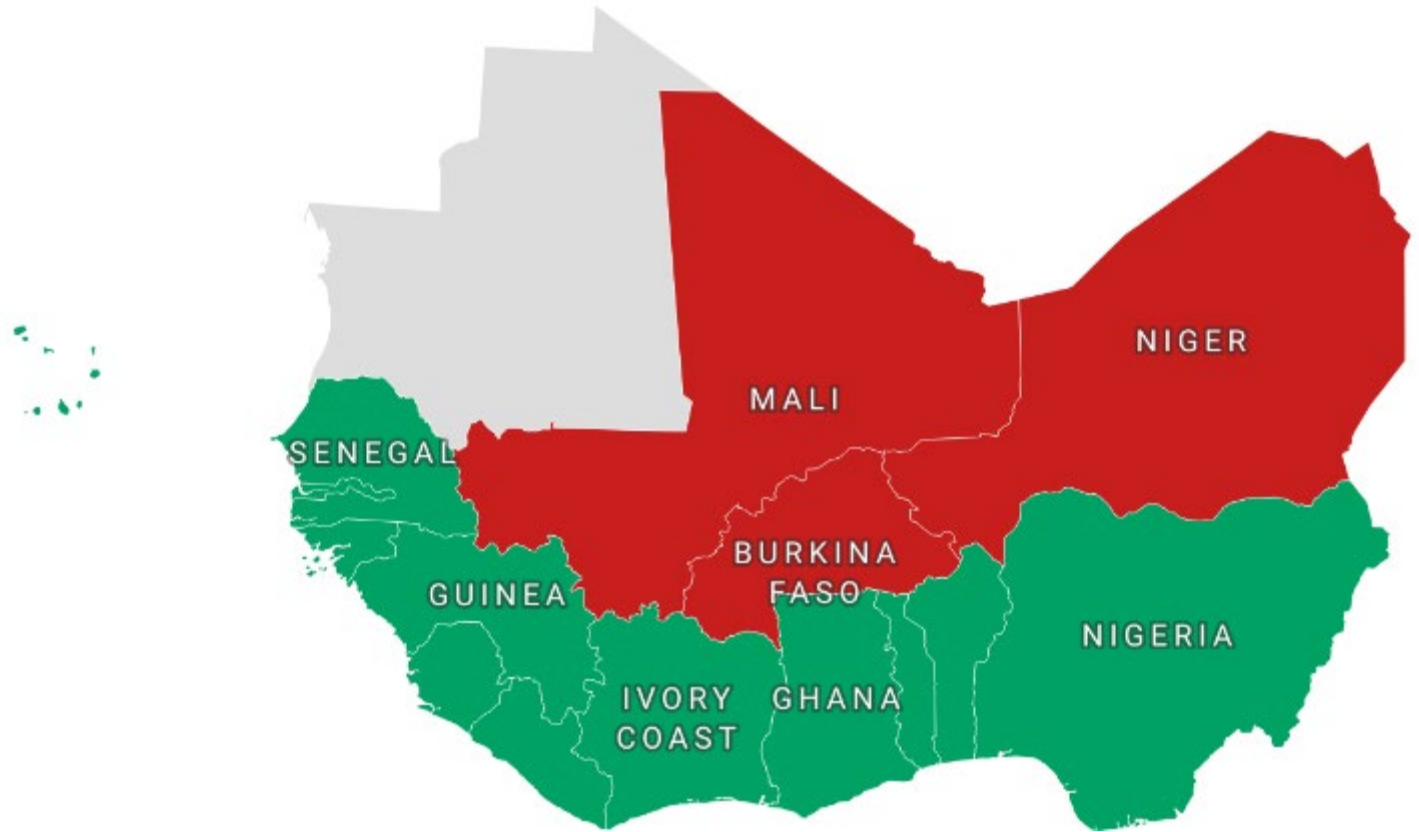 NIGER
MALI
SENEGAL
BURKINA
FASO
GUINEA
NIGERIA
IVORY
COAST
GHANA